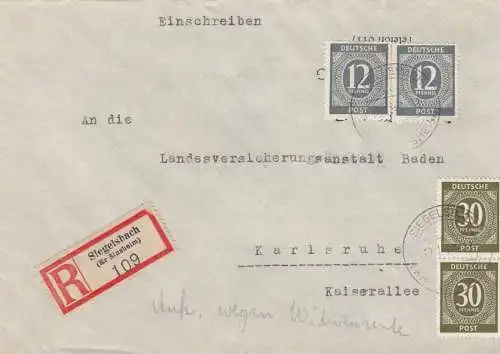 Einschreiben
DEUTSCHE
12
PFENNIG
POST
DEUTSCHE
12
PFENNIG
POST
An die
Landesversicherungsanstalt Baden
DEUTSCHE
30
PFENNIG
POST
R
Siegelsbach
(Kr Sinsheim)
109
Karlsruhe
Kaiserallee
DEUTSCHE
30
PFENNIG
POST
wegen